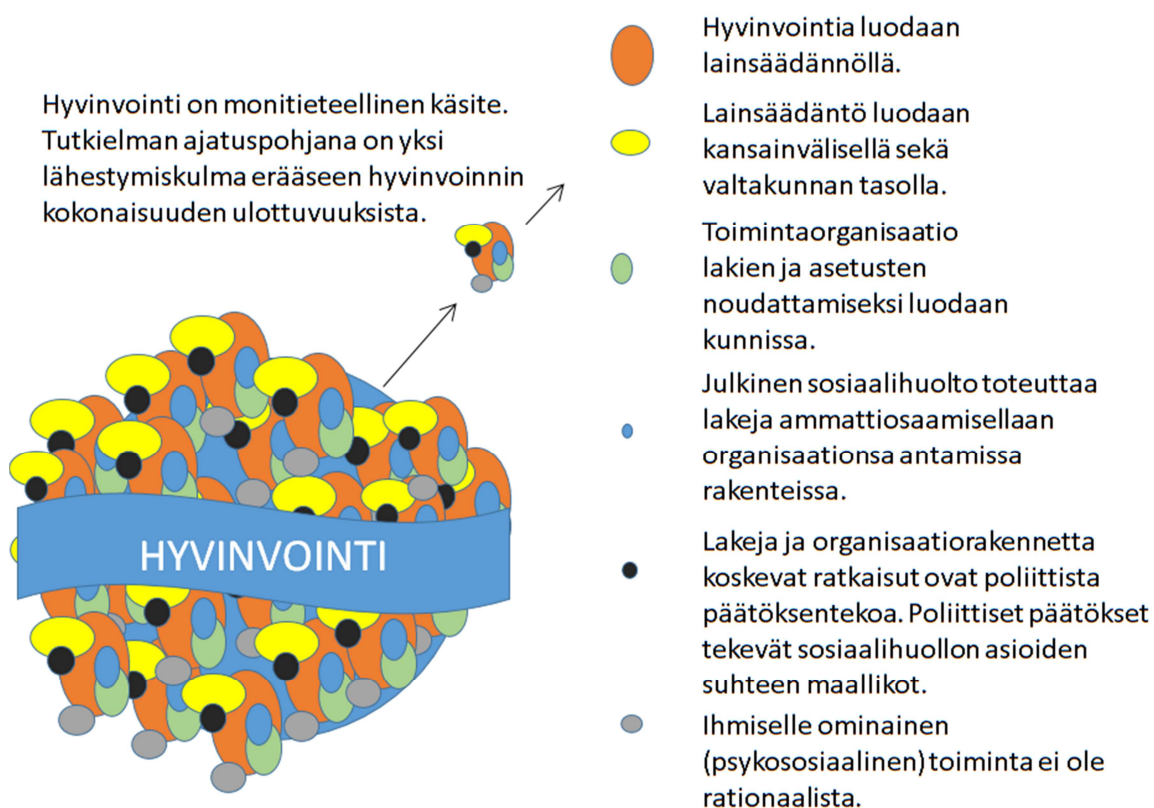 Hyvinvointi on monitieteellinen käsite.
Tutkielman ajatuspohjana on yksi
lähestymiskulma erääseen hyvinvoinnin
kokonaisuuden ulottuvuuksista.
HYVINVOINTI
Hyvinvointia luodaan
lainsäädännöllä.
Lainsäädäntö luodaan
kansainvälisellä sekä
valtakunnan tasolla.
Toimintaorganisaatio
lakien ja asetusten
noudattamiseksi luodaan
kunnissa.
Julkinen sosiaalihuolto toteuttaa
lakeja ammattiosaamisellaan
organisaationsa antamissa
rakenteissa.
Lakeja ja organisaatiorakennetta
koskevat ratkaisut ovat poliittista
päätöksentekoa. Poliittiset päätökset
tekevät sosiaalihuollon asioiden
suhteen maallikot.
Ihmiselle ominainen
(psykososiaalinen) toiminta ei ole
rationaalista.